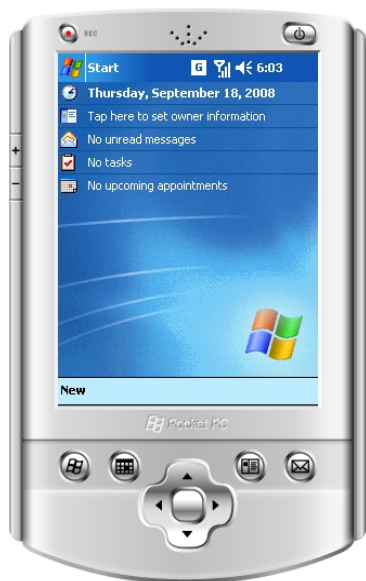 REC
Start G 6:03
Thursday, September 18, 2008
Tap here to set owner information
No unread messages
No tasks
No upcoming appointments
New
Pocket PC
+
−